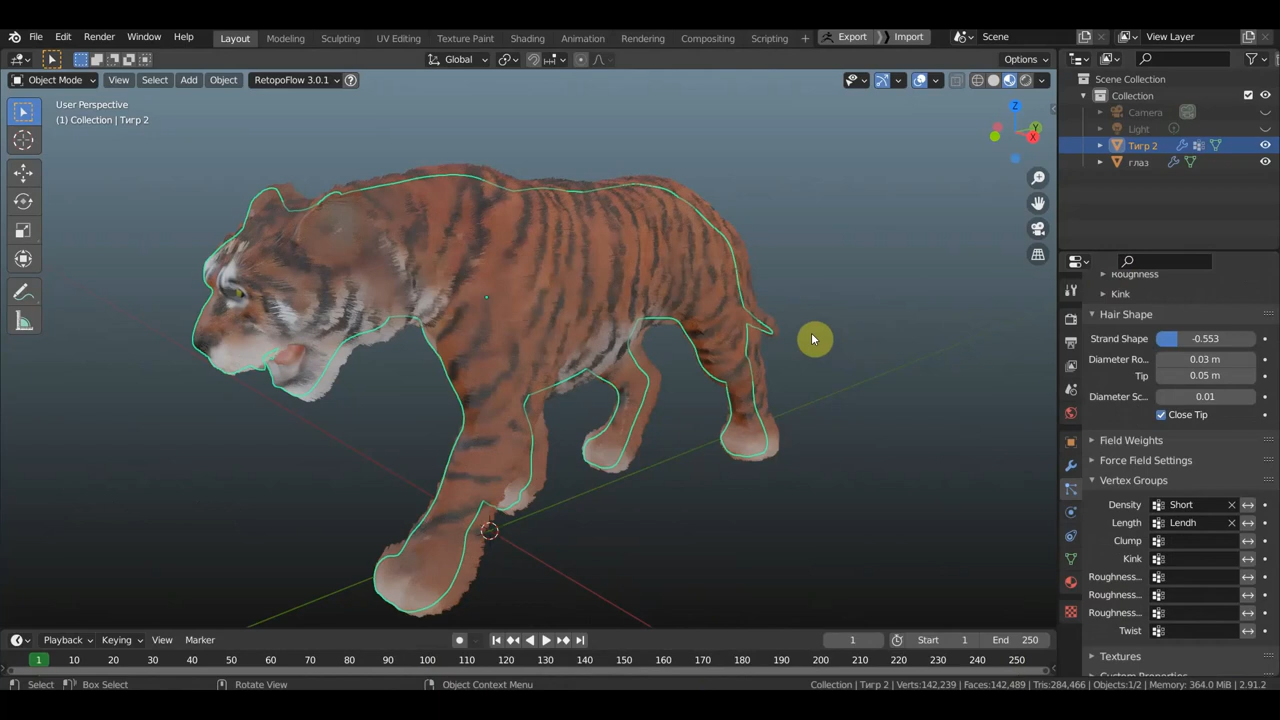 File Edit Render Window Help Layout Modeling Sculpting UV Editing Texture Paint Shading Animation Rendering Compositing Scripting + Export Import Scene View Layer
Global Options
Object Mode View Select Add Object RetopoFlow 3.0.1
User Perspective
(1) Collection | Тигр 2
Z
Y
X
Scene Collection
Collection
Camera
Light
Тигр 2
глаз
Roughness
Kink
Hair Shape
Strand Shape -0.553
Diameter Ro... 0.03 m
Tip 0.05 m
Diameter Sc... 0.01
Close Tip
Field Weights
Force Field Settings
Vertex Groups
Density Short
Length Lendh
Clump
Kink
Roughness...
Roughness...
Roughness...
Twist
Textures
Custom Properties
Playback Keying View Marker 1 Start 1 End 250
1 10 20 30 40 50 60 70 80 90 100 110 120 130 140 150 160 170 180 190 200 210 220 230 240 250
Select Box Select Rotate View Object Context Menu Collection | Тигр 2 | Verts:142,239 | Faces:142,489 | Tris:284,466 | Objects:1/2 | Memory: 364.0 MiB | 2.91.2